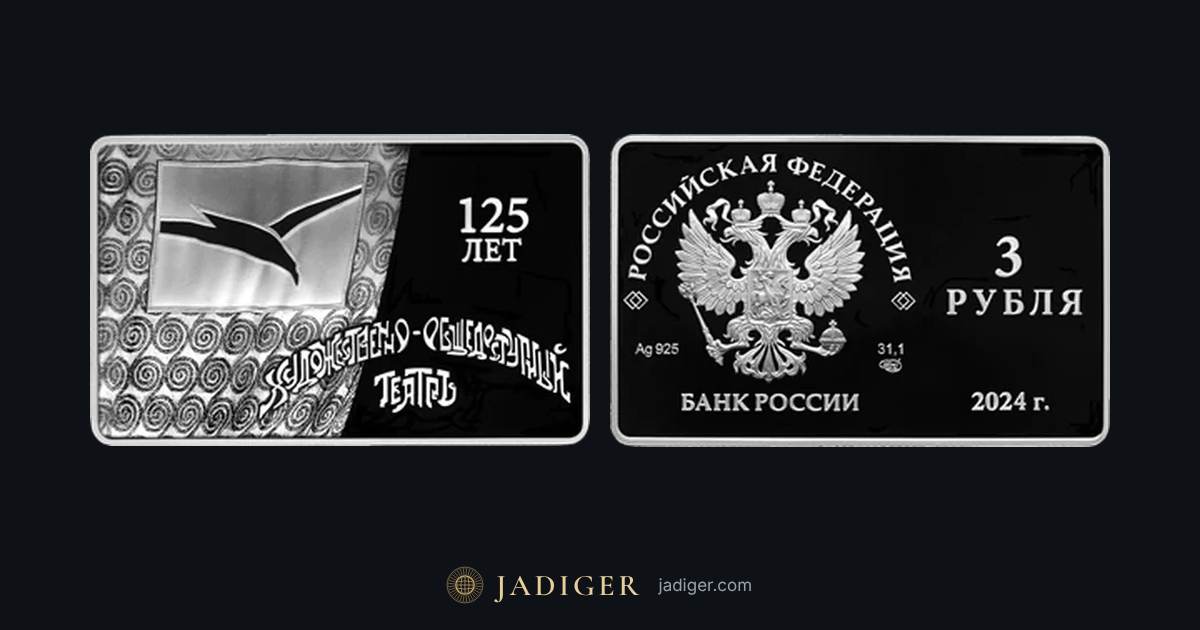 125
ЛЕТ
ХУДОЖЕСТВЕННО-ОБЩЕДОСТУПНЫЙ
ТЕАТРЪ
РОССИЙСКАЯ ФЕДЕРАЦИЯ
3
РУБЛЯ
Ag 925
31,1
БАНК РОССИИ
2024 г.
JADIGER jadiger.com